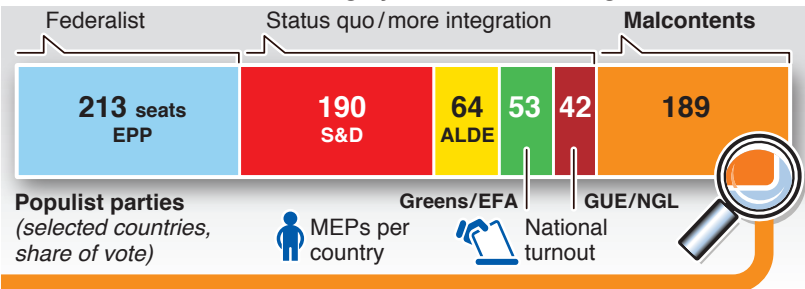 Federalist
Status quo/more integration
Malcontents
213 seats
EPP
190
S&D
64
ALDE
53
42
189
Greens/EFA
GUE/NGL
Populist parties
(selected countries,
share of vote)
MEPs per
country
National
turnout